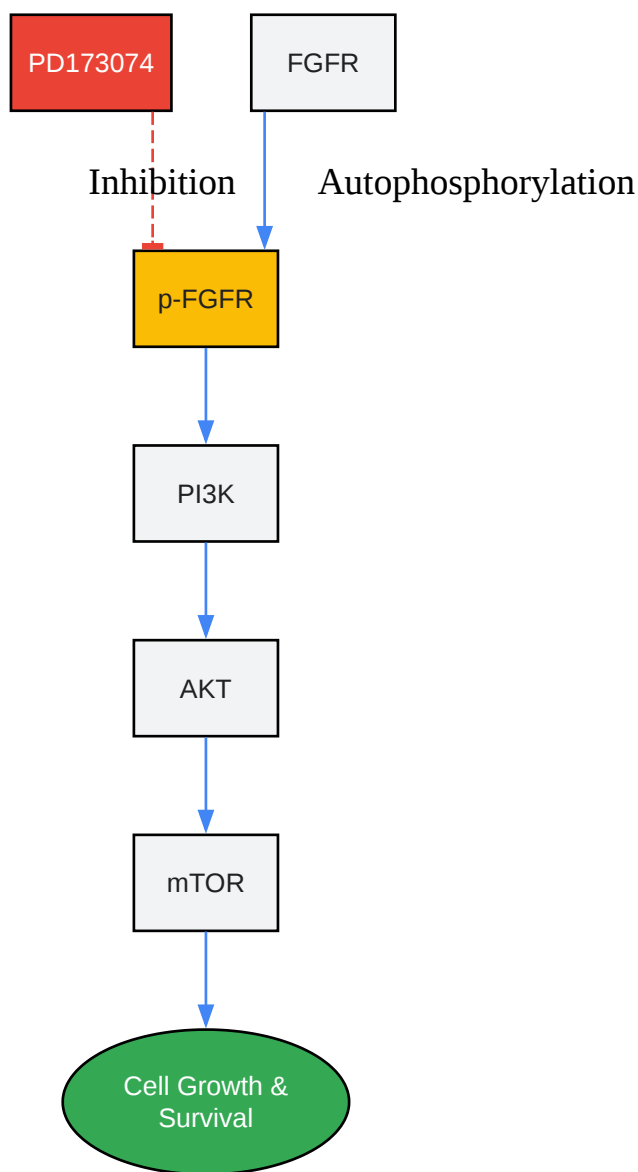 PD173074
FGFR
Inhibition
Autophosphorylation
p-FGFR
PI3K
AKT
mTOR
Cell Growth &
Survival